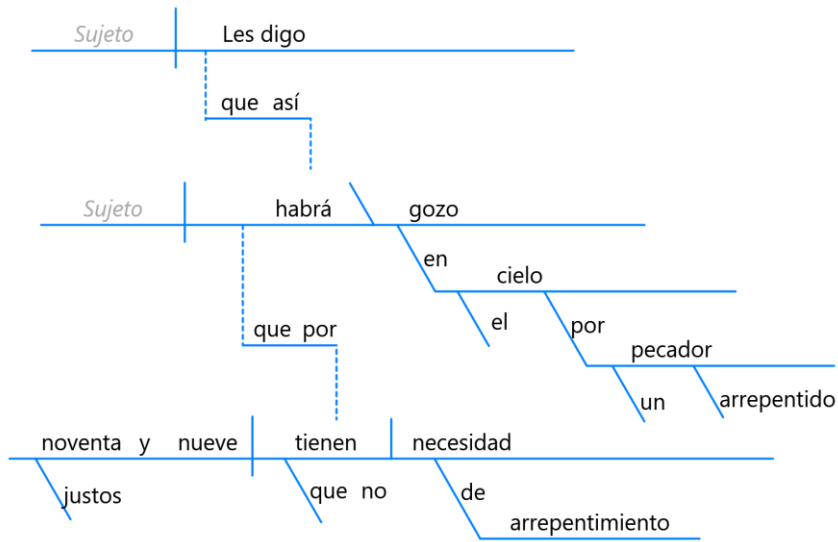 Sujeto Les digo
que así
Sujeto habrá gozo
en
cielo
el por
que por
pecador
un arrepentido
noventa y nueve tienen necesidad
justos que no de
arrepentimiento